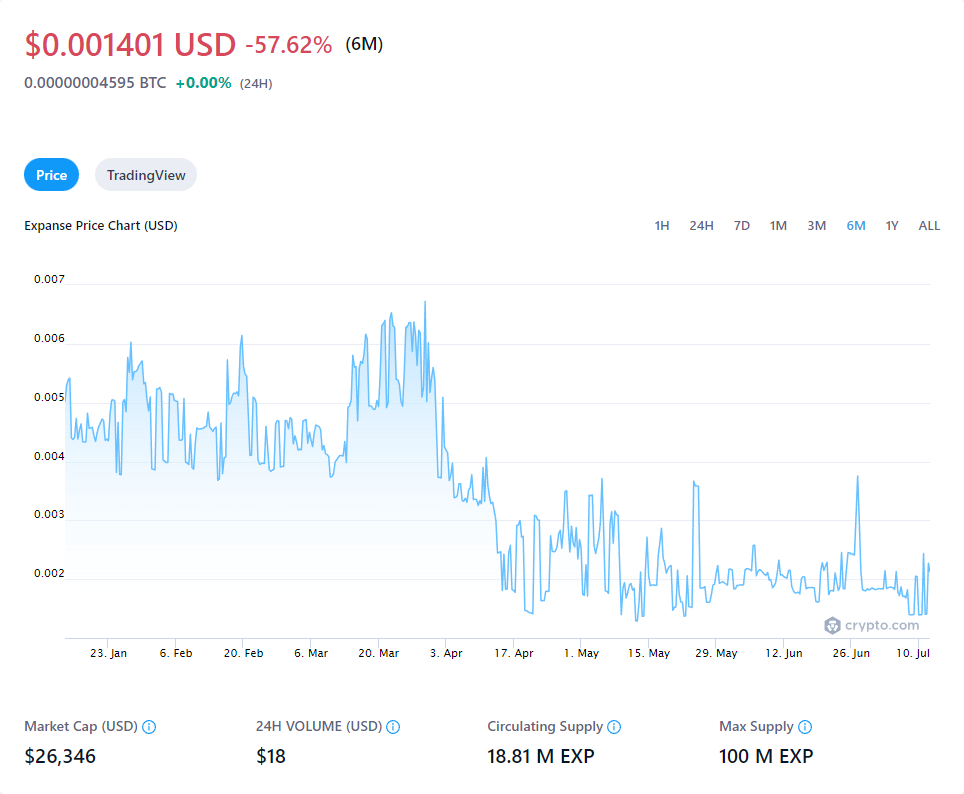 $0.001401 USD -57.62% (6M)
0.00000004595 BTC +0.00% (24H)
Price TradingView
Expanse Price Chart (USD) 1H 24H 7D 1M 3M 6M 1Y ALL
0.007
0.006
0.005
0.004
0.003
0.002
crypto.com
23. Jan 6. Feb 20. Feb 6. Mar 20. Mar 3. Apr 17. Apr 1. May 15. May 29. May 12. Jun 26. Jun 10. Jul
Market Cap (USD) 24H VOLUME (USD) Circulating Supply Max Supply
$26,346 $18 18.81 M EXP 100 M EXP